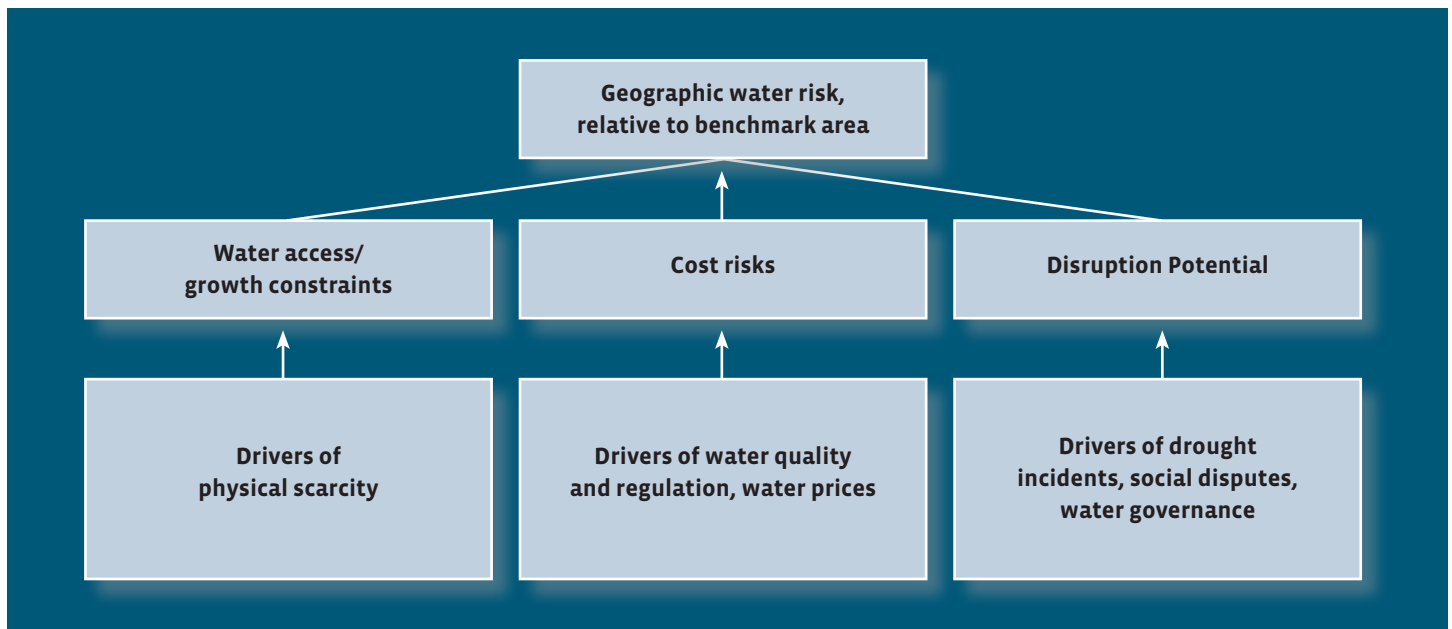 Geographic water risk,
relative to benchmark area
Water access/
growth constraints
Cost risks
Disruption Potential
Drivers of
physical scarcity
Drivers of water quality
and regulation, water prices
Drivers of drought
incidents, social disputes,
water governance